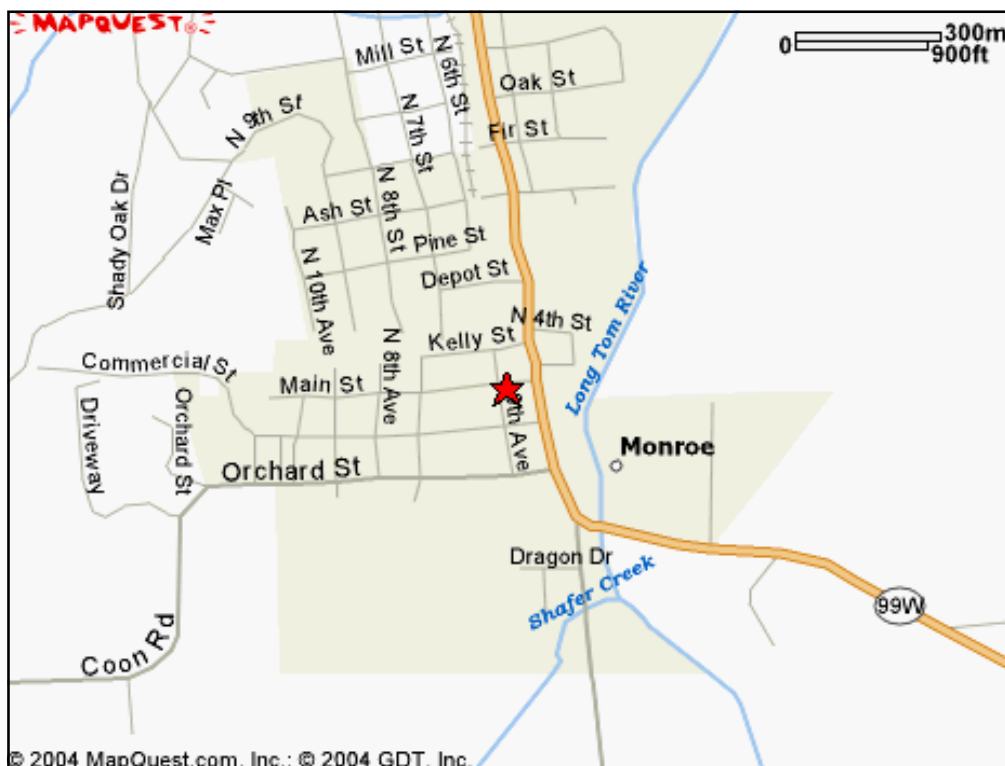 MAPQUEST
0
300m
900ft
Mill St
N 6th St
Oak St
N 9th St
N 7th St
Fir St
Max Pl
Shady Oak Dr
Ash St
N 8th St
Pine St
N 10th Ave
Depot St
Long Tom River
N 4th St
Kelly St
Commercial St
Main St
N 8th Ave
th Ave
Driveway
Orchard St
Orchard St
Monroe
Dragon Dr
Shafer Creek
99W
Coon Rd
© 2004 MapQuest.com, Inc.; © 2004 GDT, Inc.